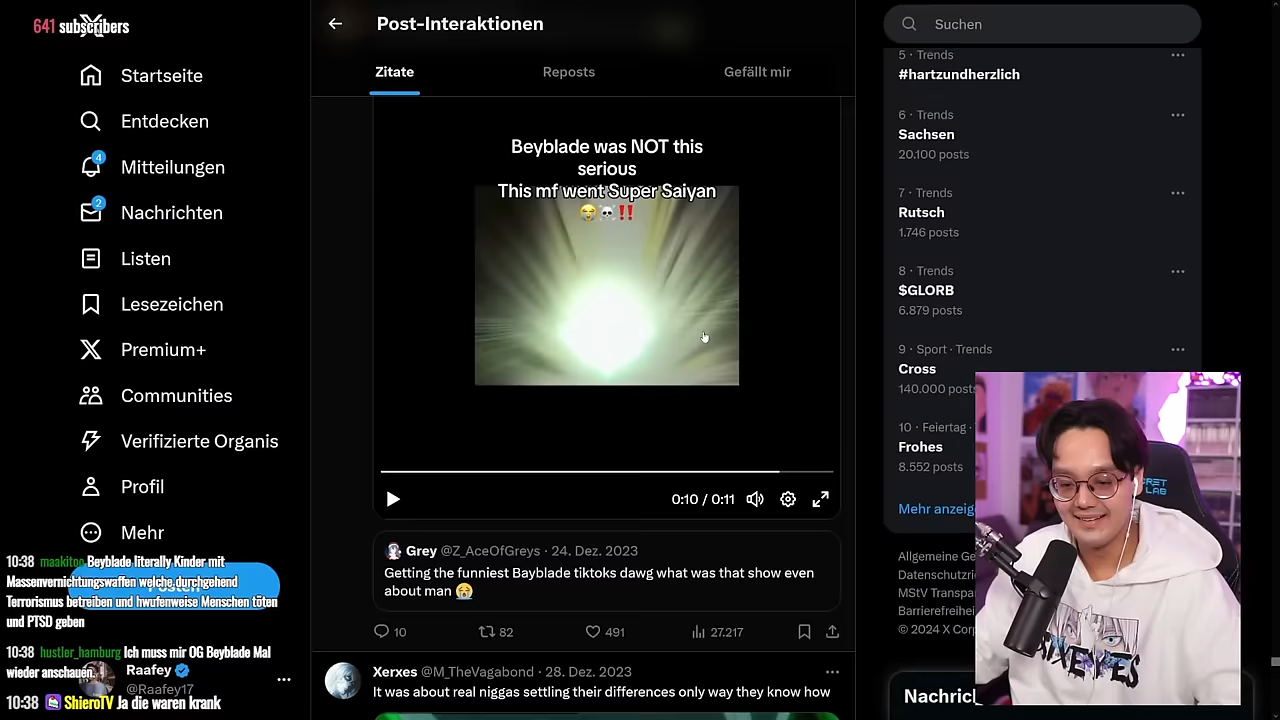 641 subscribers
Startseite
Entdecken
4
Mitteilungen
2
Nachrichten
Listen
Lesezeichen
Premium+
Communities
Verifizierte Organis
Profil
Mehr
10:38 maakitoo Beyblade literally Kinder mit
Massenvernichtungswaffen welche durchgehend
Terrorismus betreiben und hwufenweise Menschen töten
und PTSD geben
10:38 hustler_hamburg Ich muss mir OG Beyblade Mal
wieder anschauen.
Raafey
@Raafey17
10:38 ShieroTV Ja die waren krank
Post-Interaktionen
Zitate
Reposts
Gefällt mir
Beyblade was NOT this
serious
This mf went Super Saiyan
😭☠️‼️
0:10 / 0:11
Grey @Z_AceOfGreys · 24. Dez. 2023
Getting the funniest Bayblade tiktoks dawg what was that show even
about man 😭
10
82
491
27.217
Xerxes @M_TheVagabond · 28. Dez. 2023
It was about real niggas settling their differences only way they know how
Suchen
5 · Trends
#hartzundherzlich
6 · Trends
Sachsen
20.100 posts
7 · Trends
Rutsch
1.746 posts
8 · Trends
$GLORB
6.879 posts
9 · Sport · Trends
Cross
140.000 posts
10 · Feiertag ·
Frohes
8.552 posts
Mehr anzeig
Allgemeine Ge
Datenschutzri
MStV Transpar
Barrierefreihei
© 2024 X Corp
Nachric